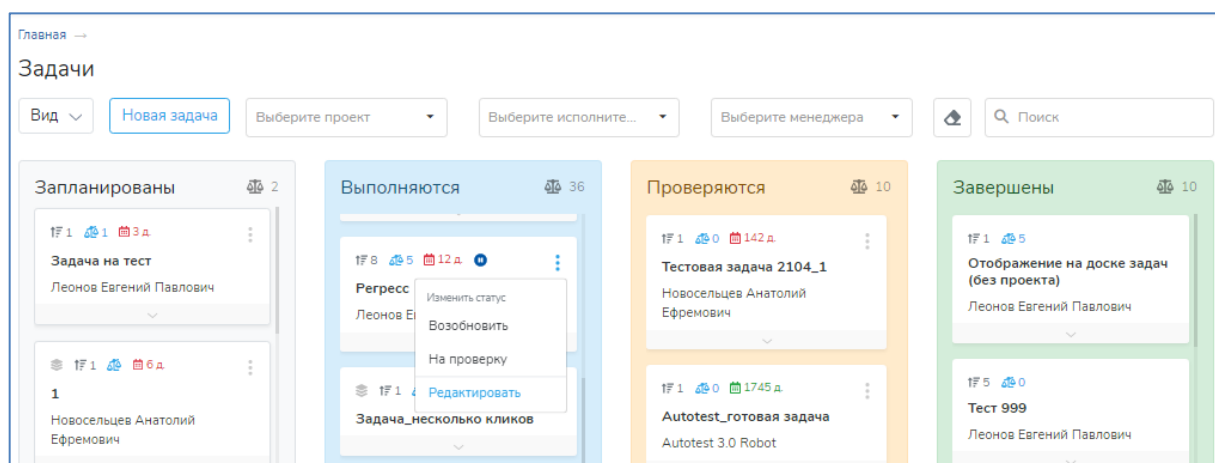 Главная →
Задачи
Вид
Новая задача
Выберите проект
Выберите исполните...
Выберите менеджера
Поиск
Запланированы 2
1 1 3 д.
Задача на тест
Леонов Евгений Павлович
1 6 д.
1
Новосельцев Анатолий
Ефремович
Выполняются 36
8 5 12 д.
Регресс
Леонов Е
Изменить статус
Возобновить
На проверку
Редактировать
1
Задача_несколько кликов
Проверяются 10
1 0 142 д.
Тестовая задача 2104_1
Новосельцев Анатолий
Ефремович
1 0 1745 д.
Autotest_готовая задача
Autotest 3.0 Robot
Завершены 10
1 5
Отображение на доске задач
(без проекта)
Леонов Евгений Павлович
5 0
Тест 999
Леонов Евгений Павлович